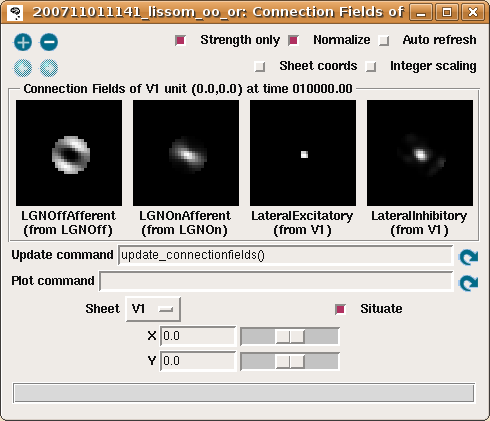 200711011141_lissom_oo_or: Connection Fields of
Strength only Normalize Auto refresh
Sheet coords Integer scaling
Connection Fields of V1 unit (0.0,0.0) at time 010000.00
LGNOffAfferent LGNOnAfferent LateralExcitatory LateralInhibitory
(from LGNOff) (from LGNOn) (from V1) (from V1)
Update command update_connectionfields()
Plot command
Sheet V1 Situate
X 0.0
Y 0.0